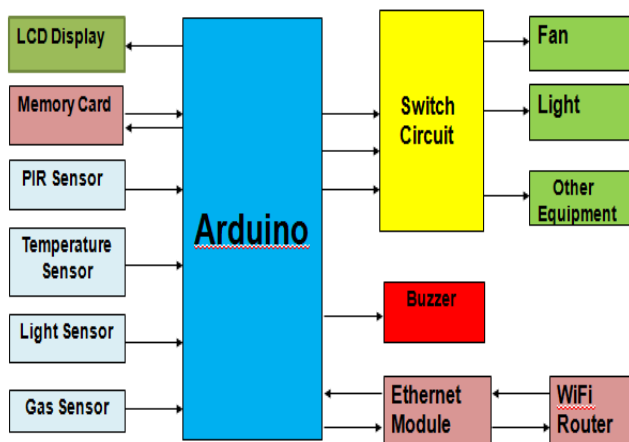 LCD Display
Memory Card
PIR Sensor
Temperature
Sensor
Light Sensor
Gas Sensor
Arduino
Switch
Circuit
Fan
Light
Other
Equipment
Buzzer
Ethernet
Module
WiFi
Router